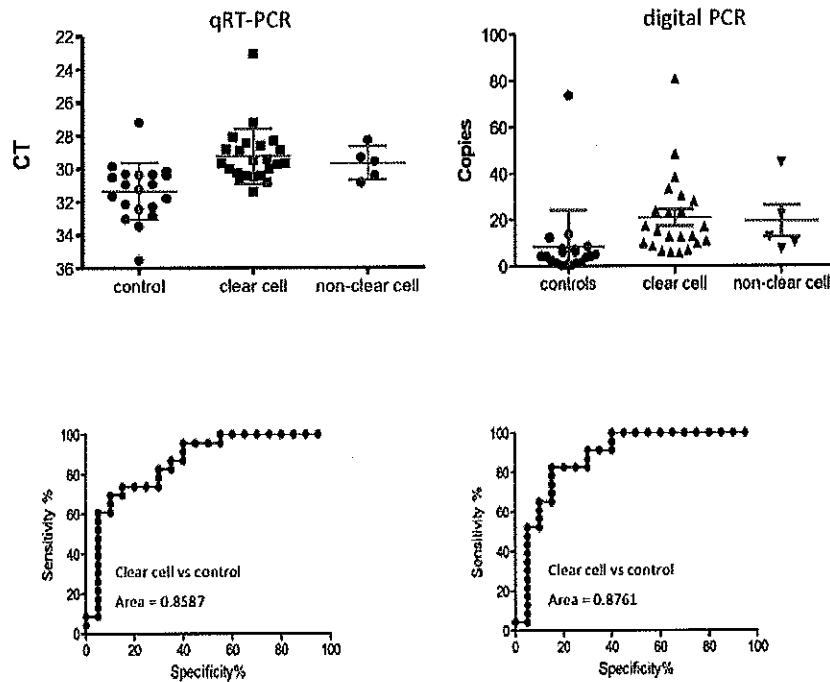 qRT-PCR
22
24
26
28
30
32
34
36
CT
control
clear cell
non-clear cell
digital PCR
100
80
60
40
20
0
Copies
controls
clear cell
non-clear cell
100
80
60
40
20
0
Sensitivity %
Clear cell vs control
Area = 0.8587
0 20 40 60 80 100
Specificity%
100
80
60
40
20
0
Sensitivity %
Clear cell vs control
Area = 0.8761
0 20 40 60 80 100
Specificity%